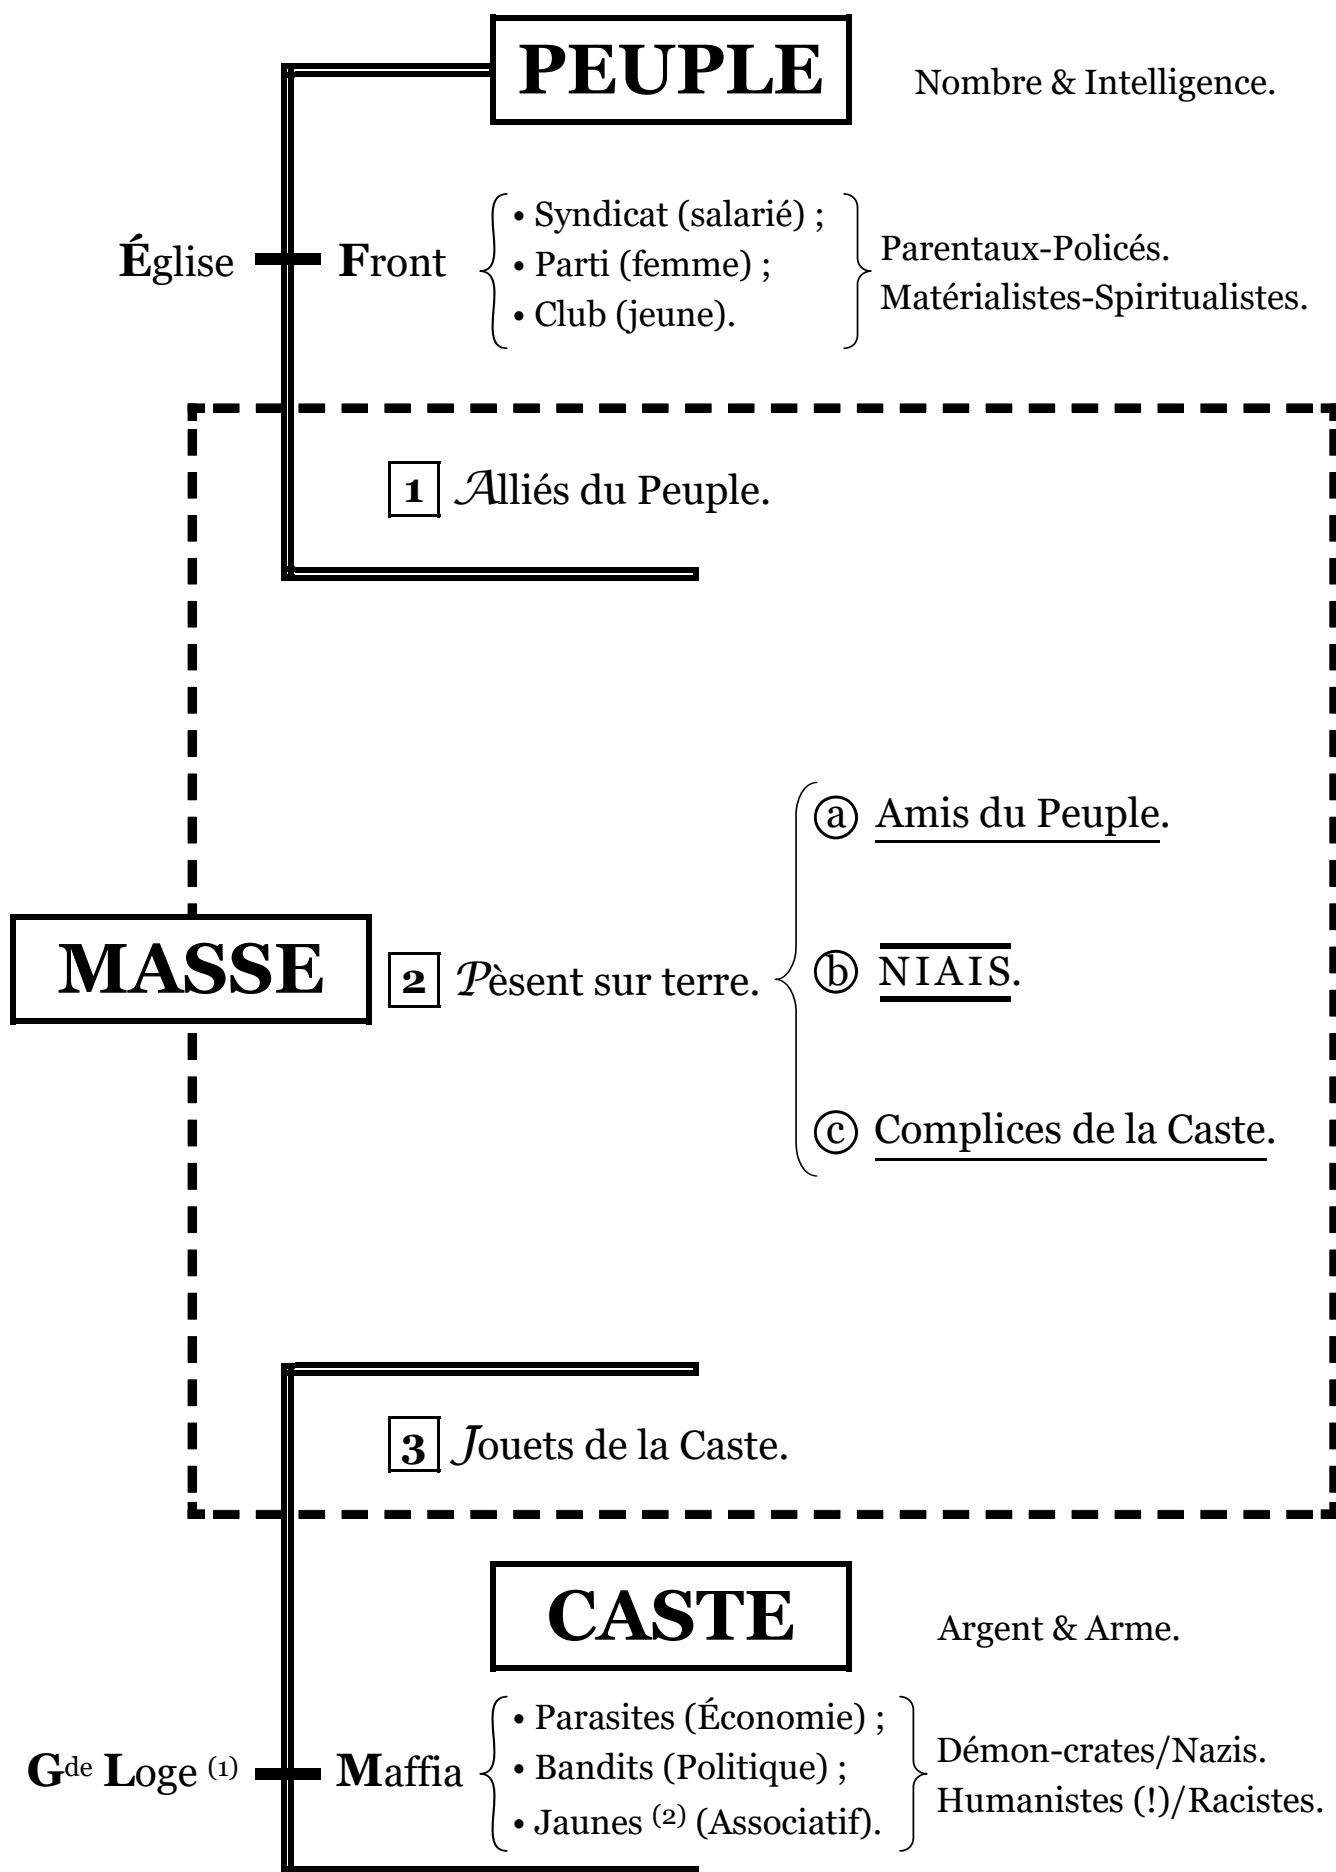 PEUPLE
Nombre & Intelligence.
Église
Front
• Syndicat (salarié) ;
• Parti (femme) ;
• Club (jeune).
Parentaux-Policés.
Matérialistes-Spiritualistes.
1 Alliés du Peuple.
MASSE
2 Pèsent sur terre.
a Amis du Peuple.
b NIAIS.
c Complices de la Caste.
3 Jouets de la Caste.
CASTE
Argent & Arme.
Gde Loge (1)
Maffia
• Parasites (Économie) ;
• Bandits (Politique) ;
• Jaunes (2) (Associatif).
Démon-crates/Nazis.
Humanistes (!)/Racistes.